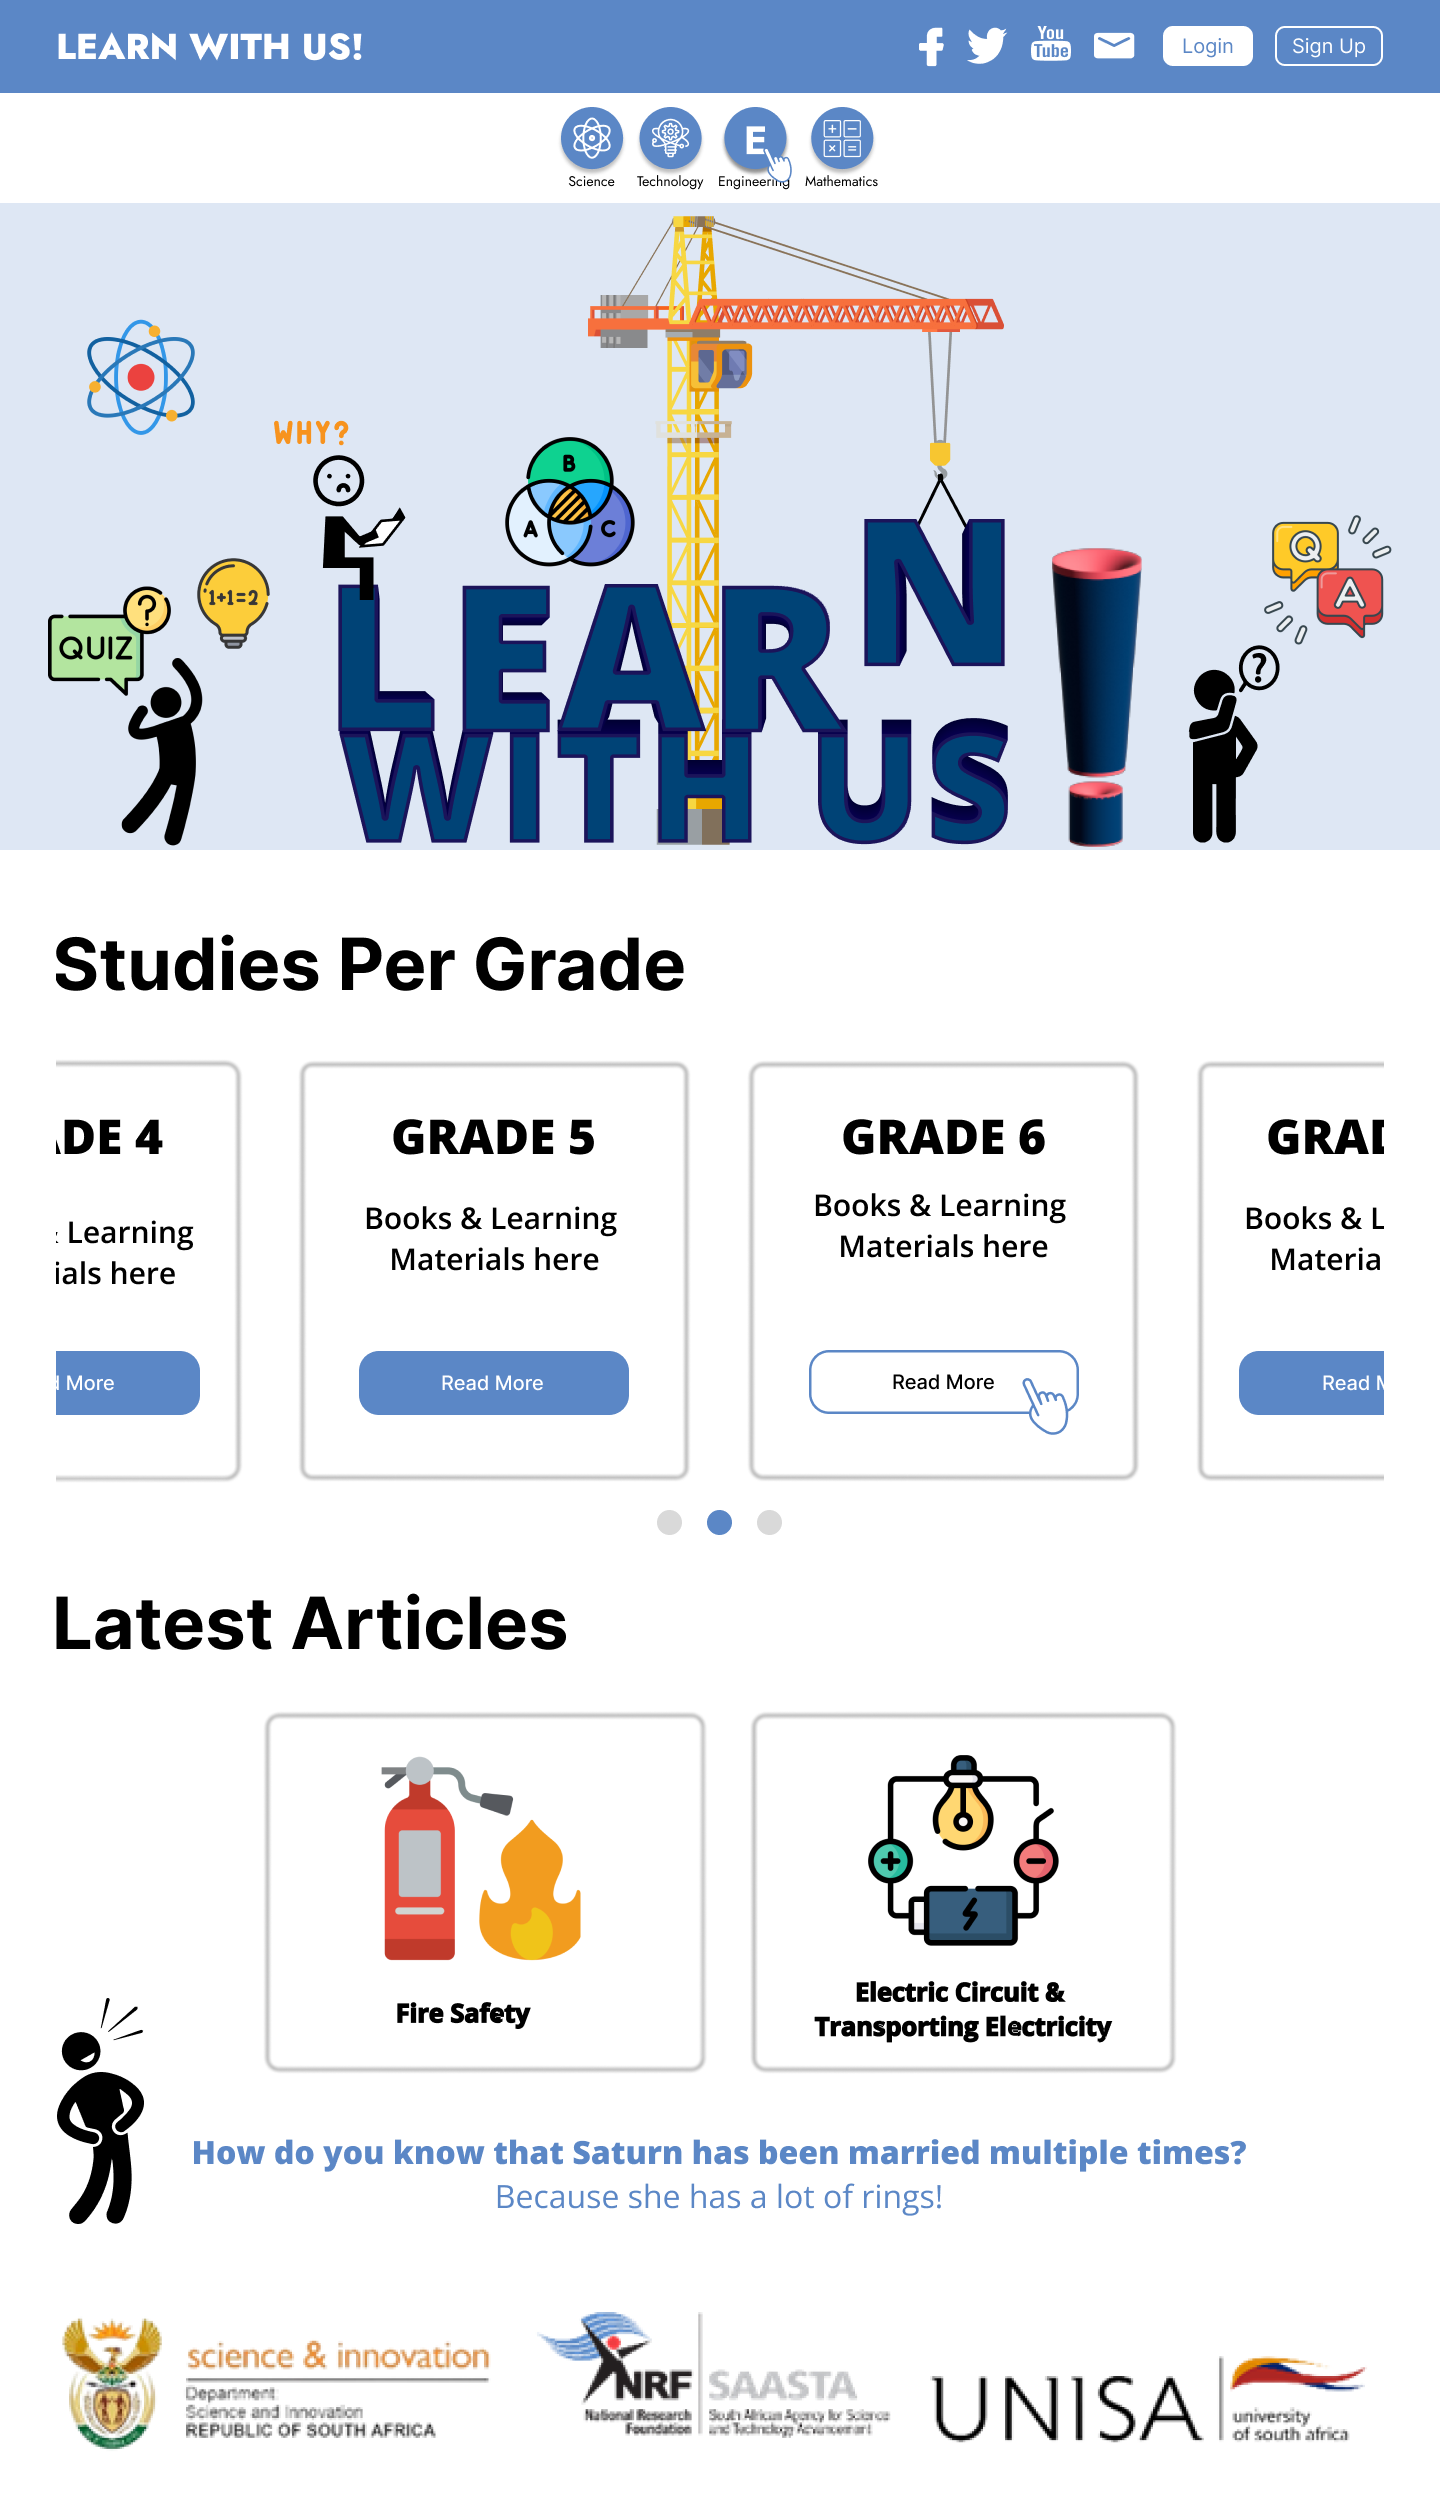 LEARN WITH US!
You
Tube
Login
Sign Up
E
Science
Technology
Engineering
Mathematics
WHY?
B
A
C
1+1=2
?
QUIZ
Q
A
?
LEARN
WITH US!
Studies Per Grade
ADE 4
& Learning
ials here
d More
GRADE 5
Books & Learning
Materials here
Read More
GRADE 6
Books & Learning
Materials here
Read More
GRAD
Books & L
Materia
Read M
Latest Articles
Fire Safety
Electric Circuit &
Transporting Electricity
How do you know that Saturn has been married multiple times?
Because she has a lot of rings!
science & innovation
Department:
Science and Innovation
REPUBLIC OF SOUTH AFRICA
NRF
National Research
Foundation
SAASTA
South African Agency for Science
and Technology Advancement
UNISA
university
of south africa